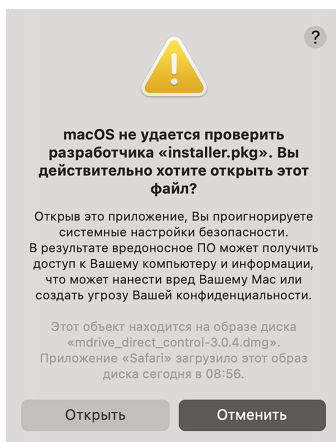 ?
macOS не удается проверить
разработчика «installer.pkg». Вы
действительно хотите открыть этот
файл?
Открыв это приложение, Вы проигнорируете
системные настройки безопасности.
В результате вредоносное ПО может получить
доступ к Вашему компьютеру и информации,
что может нанести вред Вашему Mac или
создать угрозу Вашей конфиденциальности.
Этот объект находится на образе диска
«mdrive_direct_control-3.0.4.dmg».
Приложение «Safari» загрузило этот образ
диска сегодня в 08:56.
Открыть
Отменить